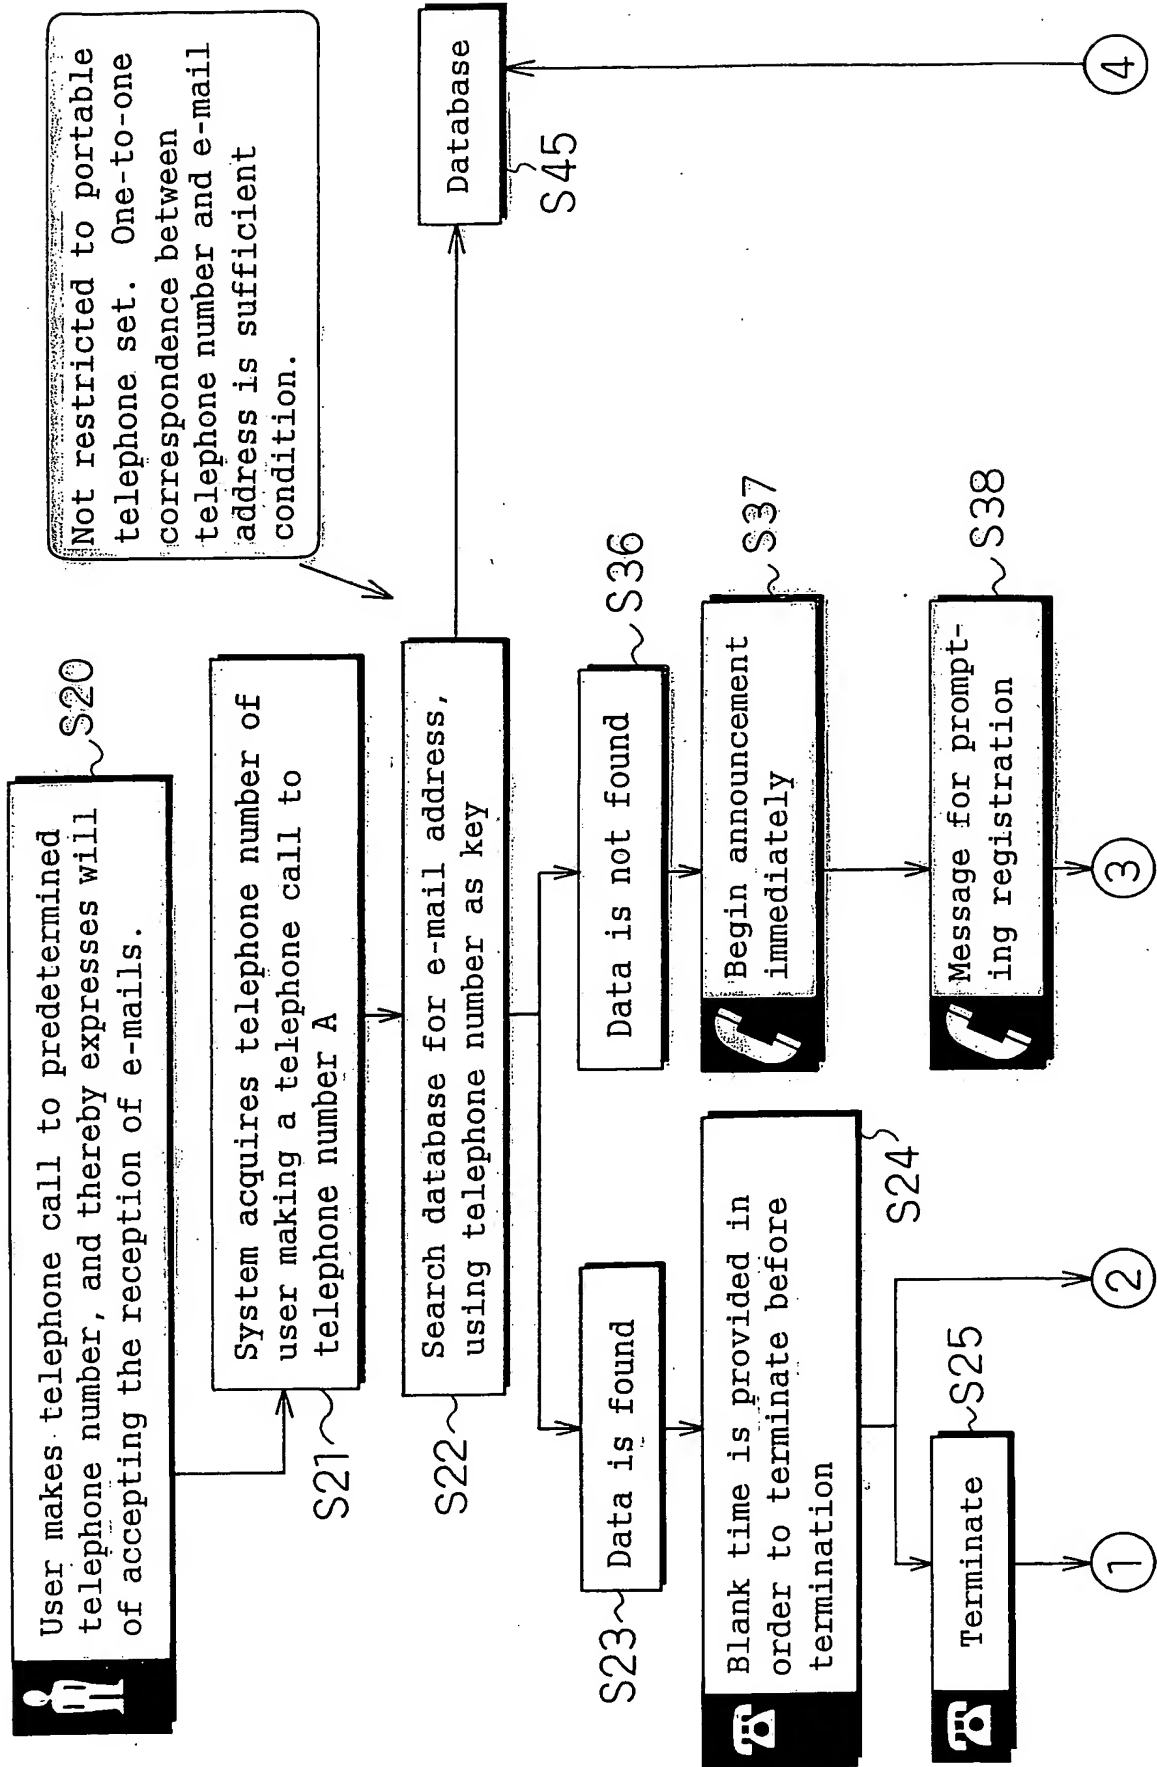 User makes telephone call to predetermined
telephone number, and thereby expresses will
of accepting the reception of e-mails.
S20
Not restricted to portable
telephone set. One-to-one
correspondence between
telephone number and e-mail
address is sufficient
condition.
System acquires telephone number of
user making a telephone call to
telephone number A
S21
Search database for e-mail address,
using telephone number as key
S22
Database
S45
Data is found
S23
Data is not found
S36
Blank time is provided in
order to terminate before
termination
S24
Begin announcement
immediately
S37
Terminate
S25
Message for prompt-
ing registration
S38
1
2
3
4